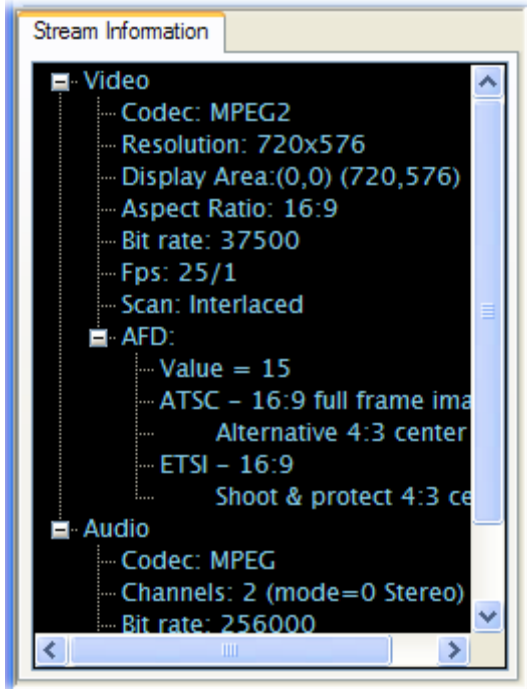 Stream Information
Video
Codec: MPEG2
Resolution: 720x576
Display Area:(0,0) (720,576)
Aspect Ratio: 16:9
Bit rate: 37500
Fps: 25/1
Scan: Interlaced
AFD:
Value = 15
ATSC – 16:9 full frame ima
Alternative 4:3 center
ETSI – 16:9
Shoot & protect 4:3 ce
Audio
Codec: MPEG
Channels: 2 (mode=0 Stereo)
Bit rate: 256000